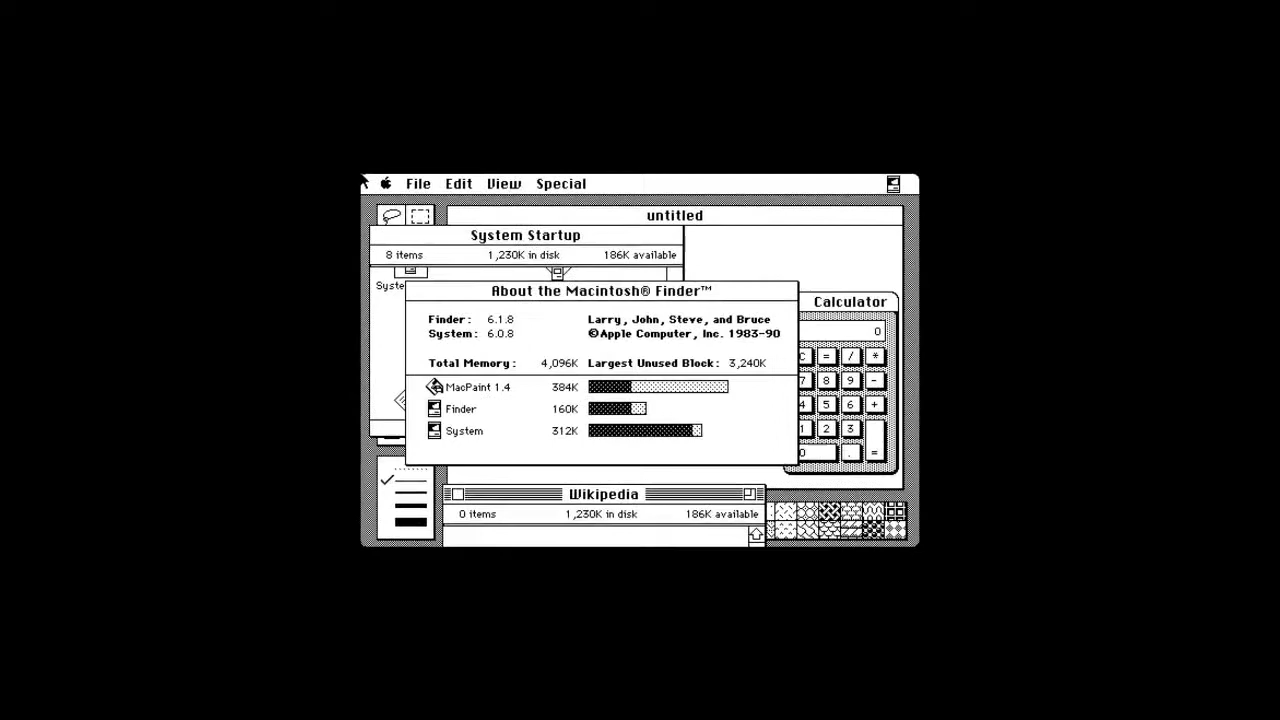 File Edit View Special
untitled
System Startup
8 items 1,230K in disk 186K available
About the Macintosh® Finder™
Finder: 6.1.8 Larry, John, Steve, and Bruce
System: 6.0.8 ©Apple Computer, Inc. 1983-90
Total Memory: 4,096K Largest Unused Block: 3,240K
MacPaint 1.4 384K
Finder 160K
System 312K
Calculator
0
C = / *
7 8 9 -
4 5 6 +
1 2 3
0 . =
Wikipedia
0 items 1,230K in disk 186K available